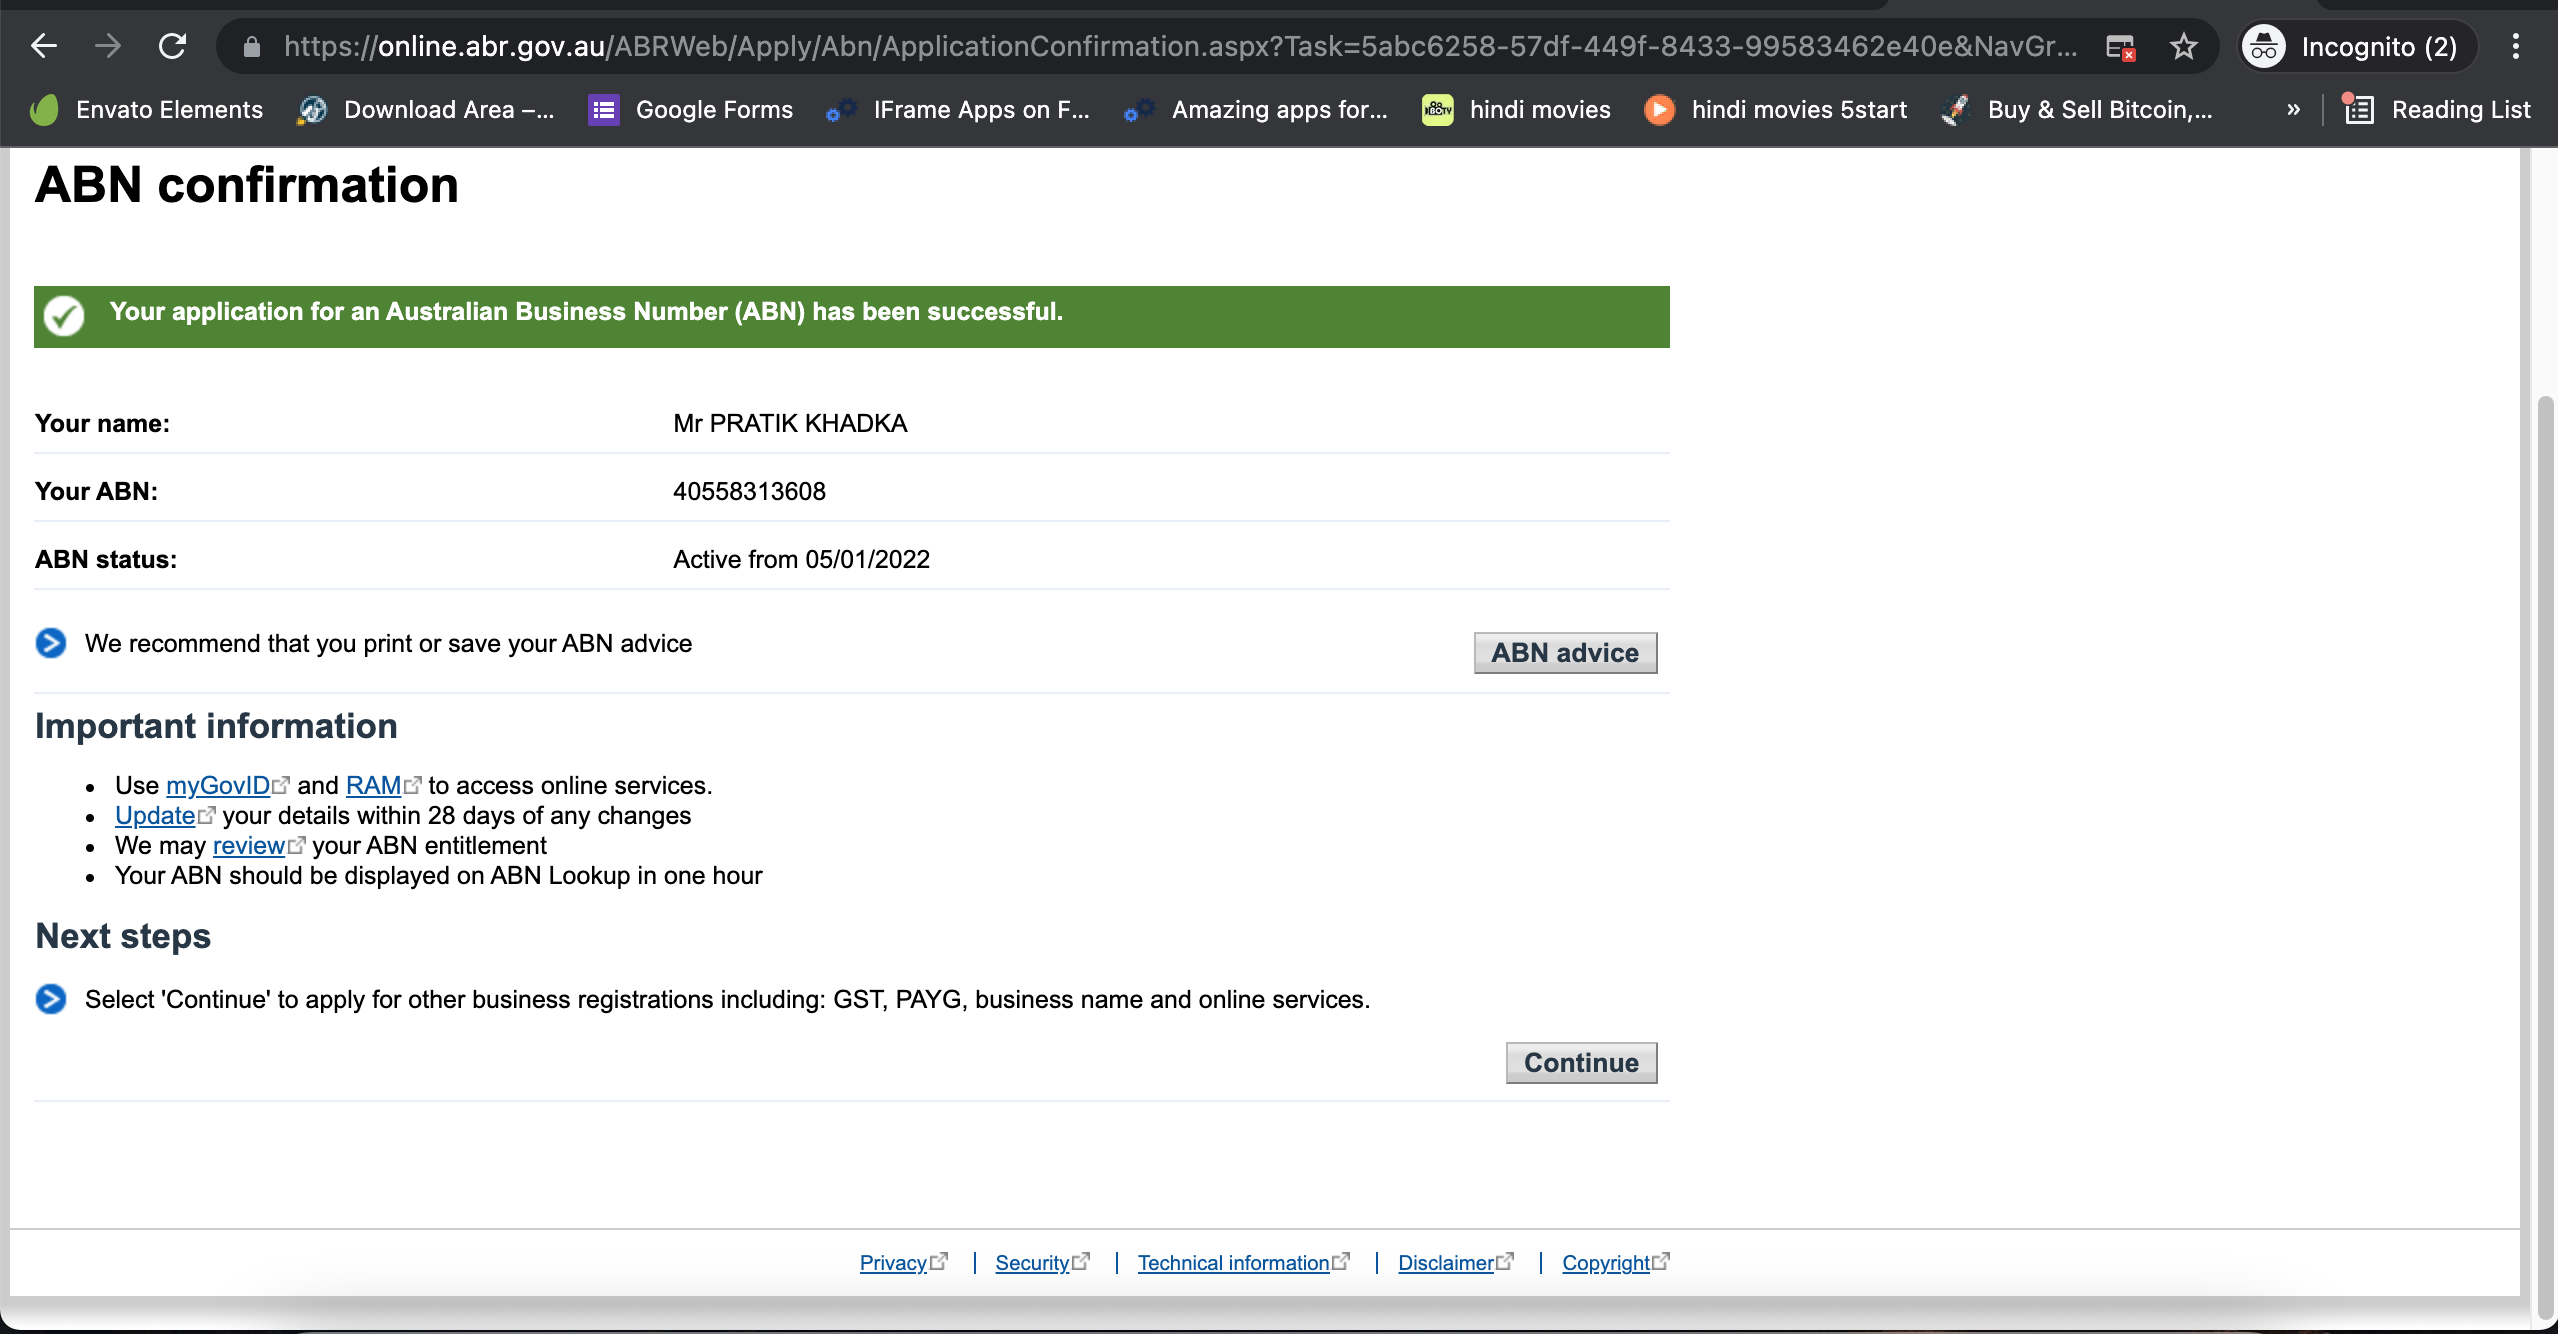 https://online.abr.gov.au/ABRWeb/Apply/Abn/ApplicationConfirmation.aspx?Task=5abc6258-57df-449f-8433-99583462e40e&NavGr...
Incognito (2)
Envato Elements
Download Area –...
Google Forms
IFrame Apps on F...
Amazing apps for...
hindi movies
hindi movies 5start
Buy & Sell Bitcoin,...
»
Reading List
ABN confirmation
Your application for an Australian Business Number (ABN) has been successful.
Your name: Mr PRATIK KHADKA
Your ABN: 40558313608
ABN status: Active from 05/01/2022
We recommend that you print or save your ABN advice
ABN advice
Important information
• Use myGovID and RAM to access online services.
• Update your details within 28 days of any changes
• We may review your ABN entitlement
• Your ABN should be displayed on ABN Lookup in one hour
Next steps
Select 'Continue' to apply for other business registrations including: GST, PAYG, business name and online services.
Continue
Privacy | Security | Technical information | Disclaimer | Copyright